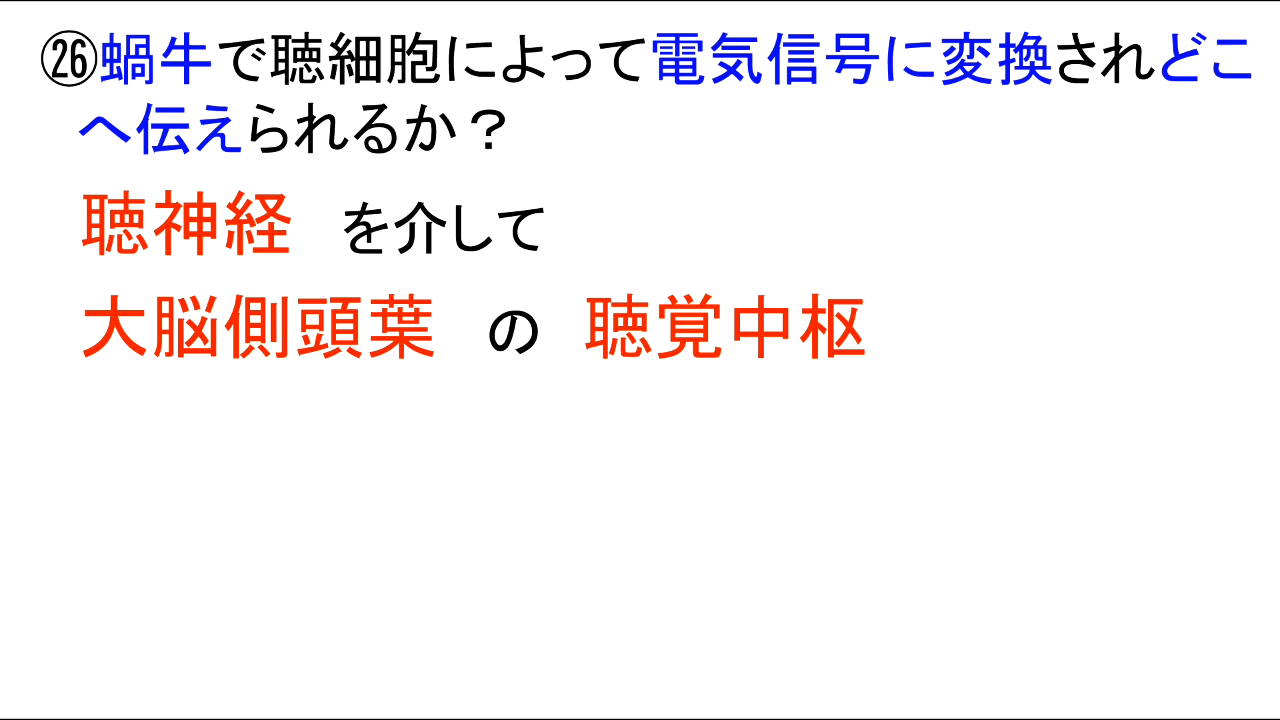 ㉖蝸牛で聴細胞によって電気信号に変換されどこ
へ伝えられるか？
聴神経　を介して
大脳側頭葉　の　聴覚中枢